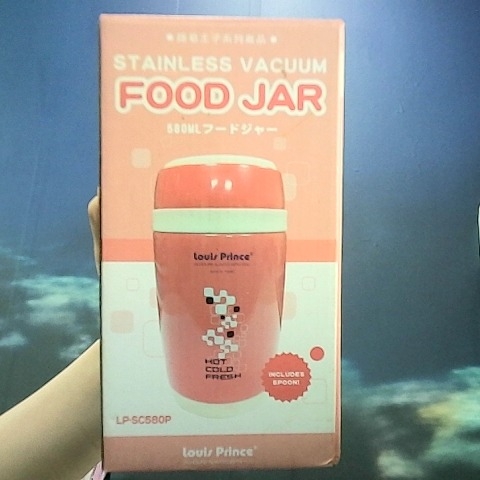 STAINLESS VACUUM
FOOD JAR
580MLフードジャー
Louis Prince
HOT
COLD
FRESH
INCLUDES
SPOON!
LP-SC580P
Louis Prince